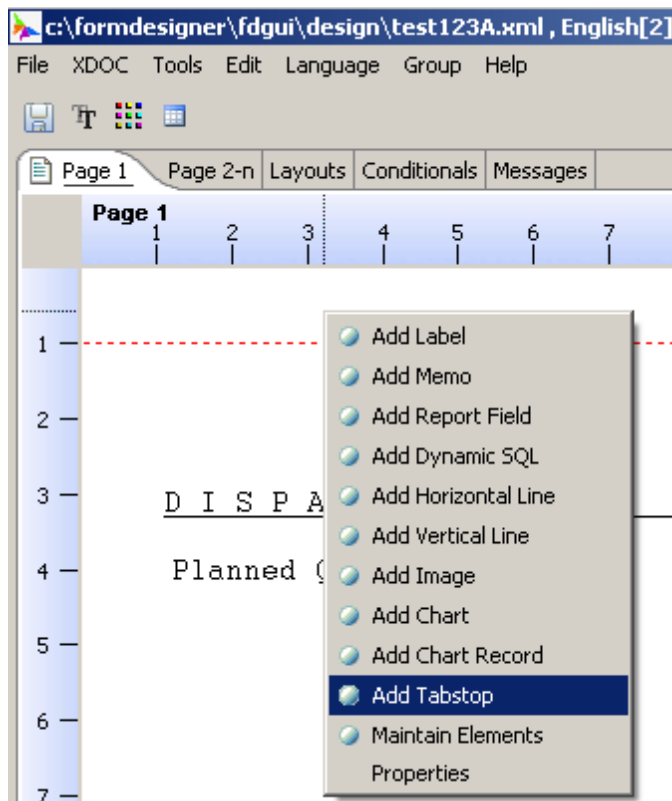 c:\formdesigner\fdgui\design\test123A.xml , English[2]
File XDOC Tools Edit Language Group Help
Page 1 Page 2-n Layouts Conditionals Messages
Page 1
1 2 3 4 5 6 7
Add Label
1
Add Memo
2
Add Report Field
Add Dynamic SQL
3
D I S P A
Add Horizontal Line
Add Vertical Line
4
Planned (
Add Image
Add Chart
5
Add Chart Record
Add Tabstop
6
Maintain Elements
Properties
7